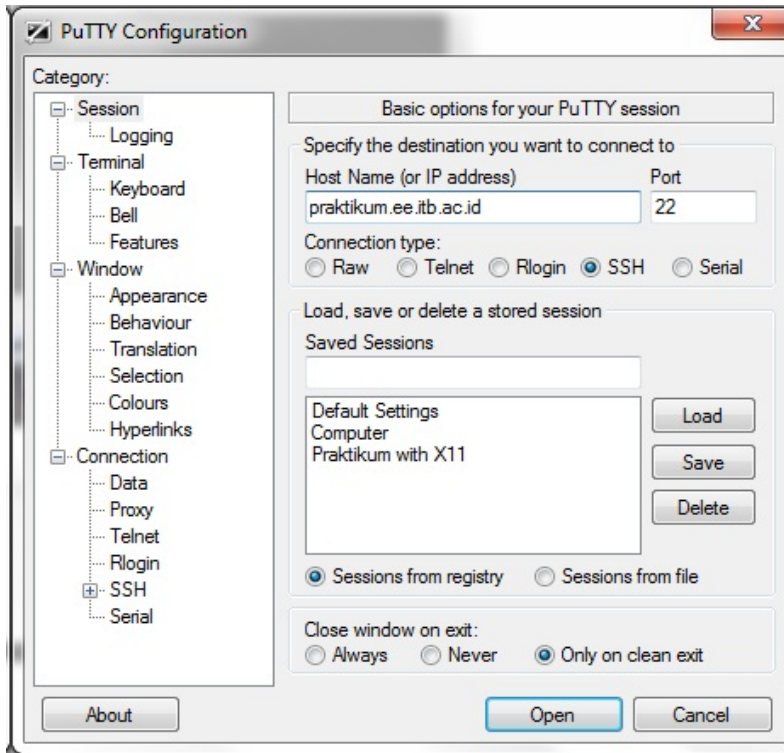 PuTTY Configuration
Category:
Session
Logging
Terminal
Keyboard
Bell
Features
Window
Appearance
Behaviour
Translation
Selection
Colours
Hyperlinks
Connection
Data
Proxy
Telnet
Rlogin
SSH
Serial
Basic options for your PuTTY session
Specify the destination you want to connect to
Host Name (or IP address) Port
praktikum.ee.itb.ac.id 22
Connection type:
Raw Telnet Rlogin SSH Serial
Load, save or delete a stored session
Saved Sessions
Default Settings
Computer
Praktikum with X11
Load
Save
Delete
Sessions from registry Sessions from file
Close window on exit:
Always Never Only on clean exit
About Open Cancel